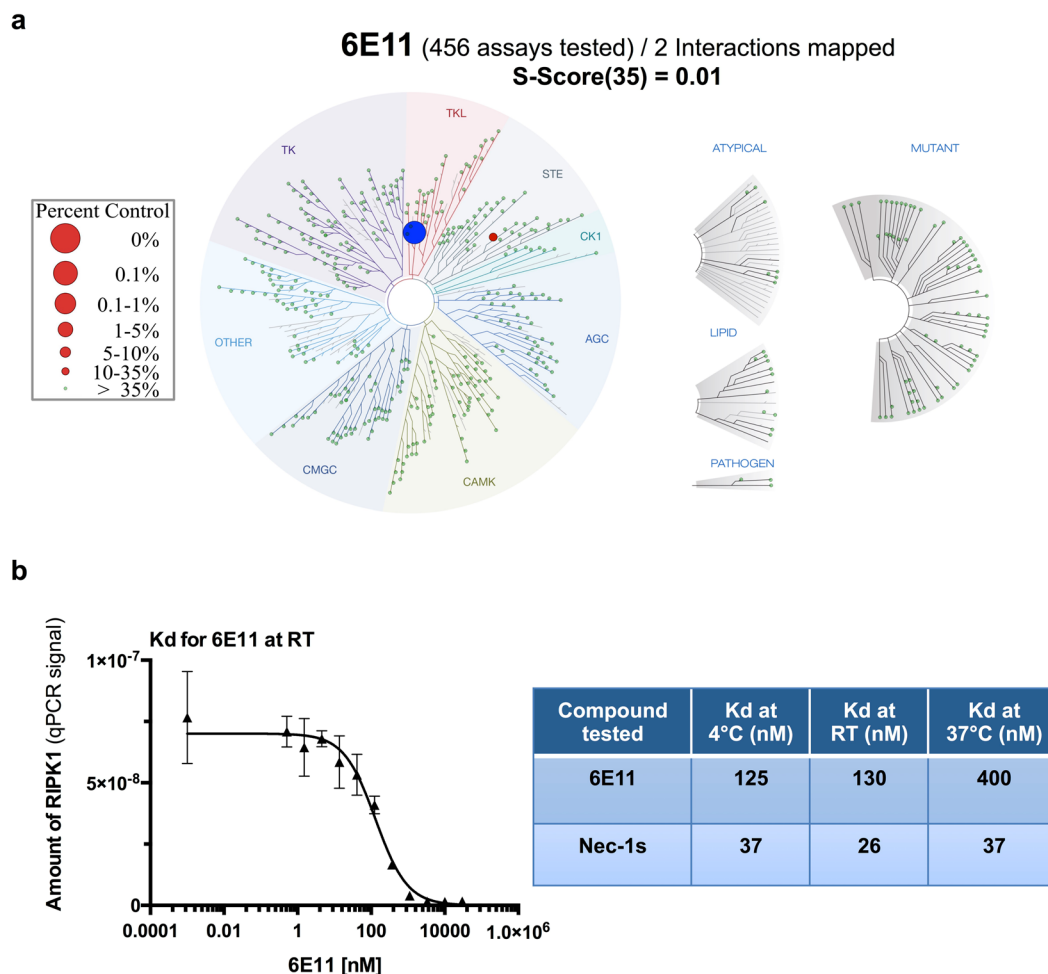 a
6E11 (456 assays tested) / 2 Interactions mapped
S-Score(35) = 0.01
Percent Control
0%
0.1%
0.1-1%
1-5%
5-10%
10-35%
> 35%
TK
TKL
STE
CK1
AGC
CAMK
CMGC
OTHER
ATYPICAL
LIPID
PATHOGEN
MUTANT
b
Kd for 6E11 at RT
Amount of RIPK1 (qPCR signal)
1×10-7
5×10-8
0
0.0001 0.01 1 100 10000 1.0×106
6E11 [nM]
Compound tested Kd at 4°C (nM) Kd at RT (nM) Kd at 37°C (nM)
6E11 125 130 400
Nec-1s 37 26 37